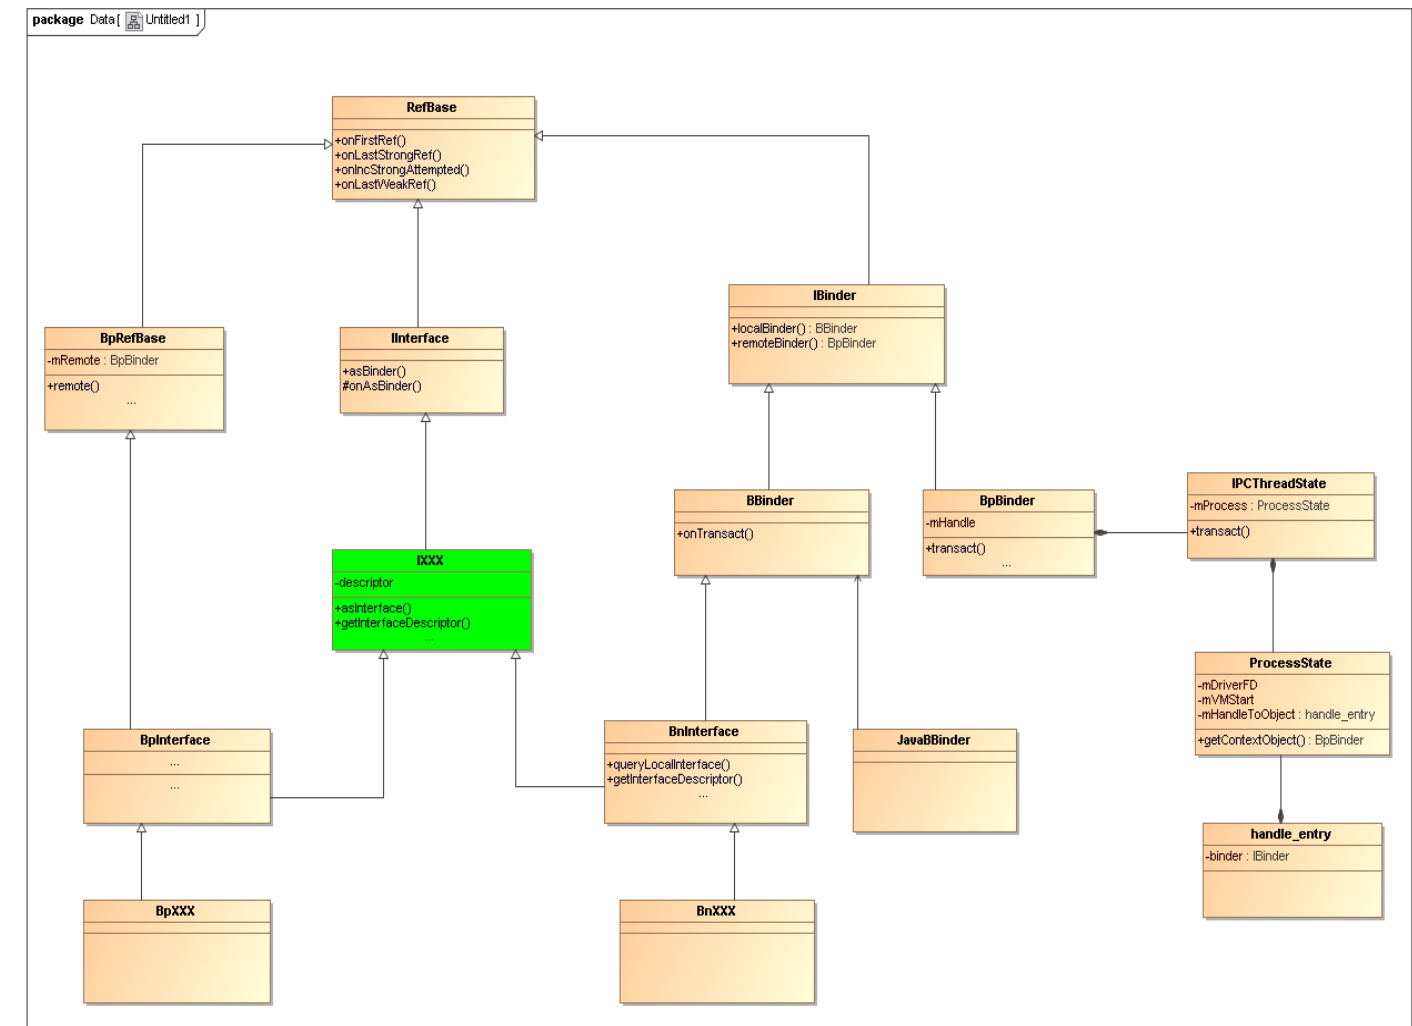 package Data [ Untitled1 ]
RefBase
+onFirstRef()
+onLastStrongRef()
+onIncStrongAttempted()
+onLastWeakRef()
IBinder
+localBinder() : BBinder
+remoteBinder() : BpBinder
BpRefBase
-mRemote : BpBinder
+remote()
...
IInterface
+asBinder()
#onAsBinder()
BBinder
+onTransact()
BpBinder
-mHandle
+transact()
...
IPCThreadState
-mProcess : ProcessState
+transact()
IXXX
-descriptor
+asInterface()
+getInterfaceDescriptor()
...
ProcessState
-mDriverFD
-mVMStart
-mHandleToObject : handle_entry
+getContextObject() : BpBinder
BpInterface
...
...
BnInterface
+queryLocalInterface()
+getInterfaceDescriptor()
...
JavaBBinder
handle_entry
-binder : IBinder
BpXXX
BnXXX